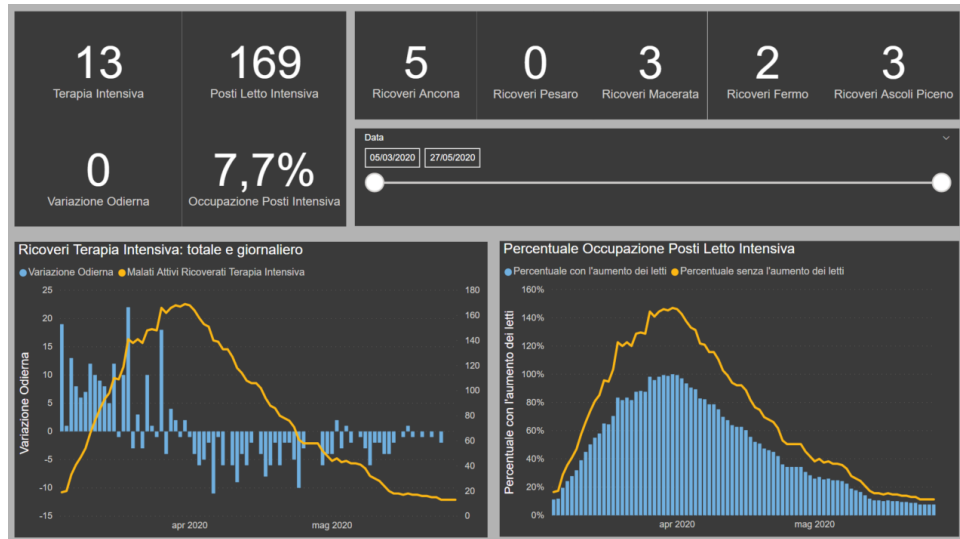 13
Terapia Intensiva
169
Posti Letto Intensiva
0
Variazione Odierna
7,7%
Occupazione Posti Intensiva
5
Ricoveri Ancona
0
Ricoveri Pesaro
3
Ricoveri Macerata
2
Ricoveri Fermo
3
Ricoveri Ascoli Piceno
Data
05/03/2020 27/05/2020
Ricoveri Terapia Intensiva: totale e giornaliero
Variazione Odierna Malati Attivi Ricoverati Terapia Intensiva
Variazione Odierna
25
20
15
10
5
0
-5
-10
-15
180
160
140
120
100
80
60
40
20
0
apr 2020 mag 2020
Percentuale Occupazione Posti Letto Intensiva
Percentuale con l'aumento dei letti Percentuale senza l'aumento dei letti
Percentuale con l'aumento dei letti
160%
140%
120%
100%
80%
60%
40%
20%
0%
apr 2020 mag 2020